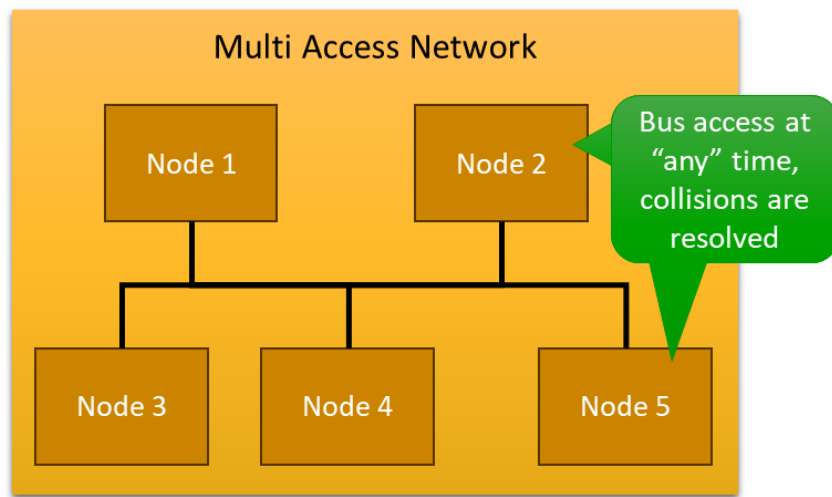 Multi Access Network
Node 1
Node 2
Bus access at
“any” time,
collisions are
resolved
Node 3
Node 4
Node 5